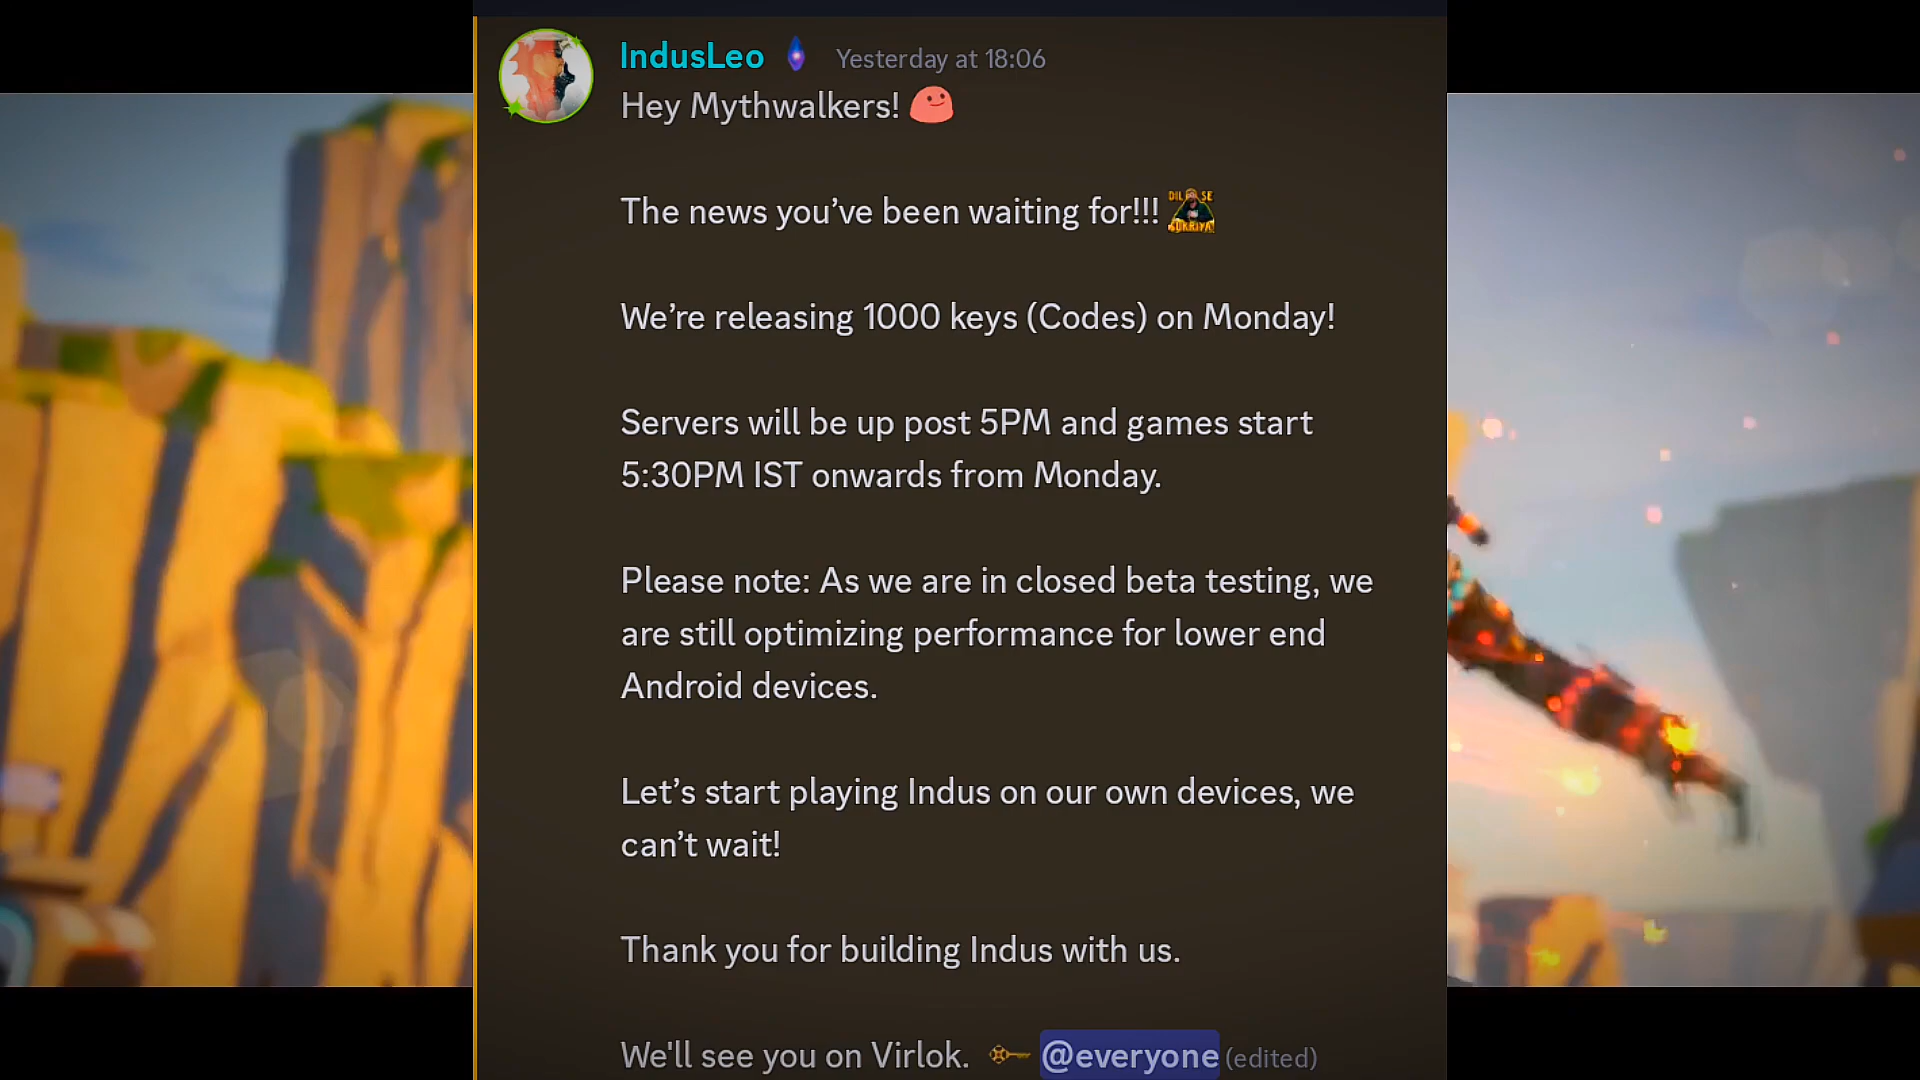 IndusLeo Yesterday at 18:06
Hey Mythwalkers!
The news you’ve been waiting for!!! DIL SE SUKRIYA!
We’re releasing 1000 keys (Codes) on Monday!
Servers will be up post 5PM and games start
5:30PM IST onwards from Monday.
Please note: As we are in closed beta testing, we
are still optimizing performance for lower end
Android devices.
Let’s start playing Indus on our own devices, we
can’t wait!
Thank you for building Indus with us.
We'll see you on Virlok. @everyone (edited)